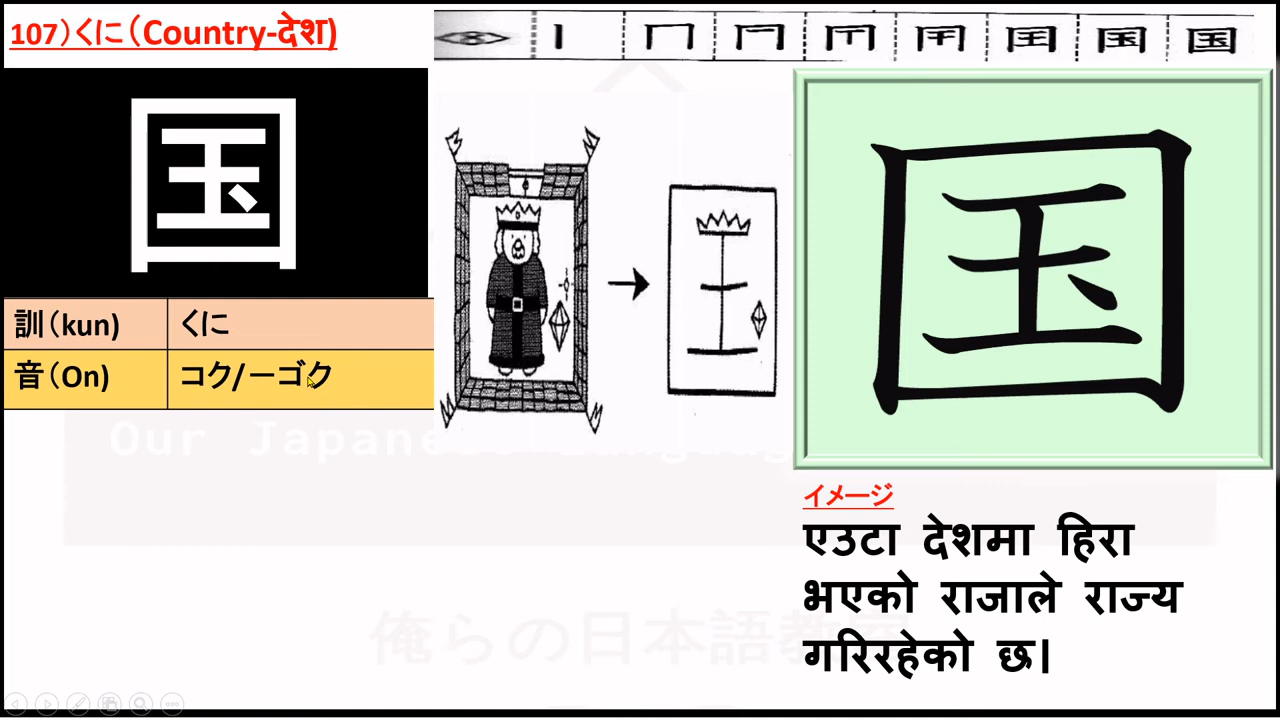 107)くに(Country-देश)
国
訓(kun) くに
音(On) コク/ーゴク
国
イメージ
एउटा देशमा हिरा
भएको राजाले राज्य
गरिरहेको छ।
Our Japanese Language
俺らの日本語教室